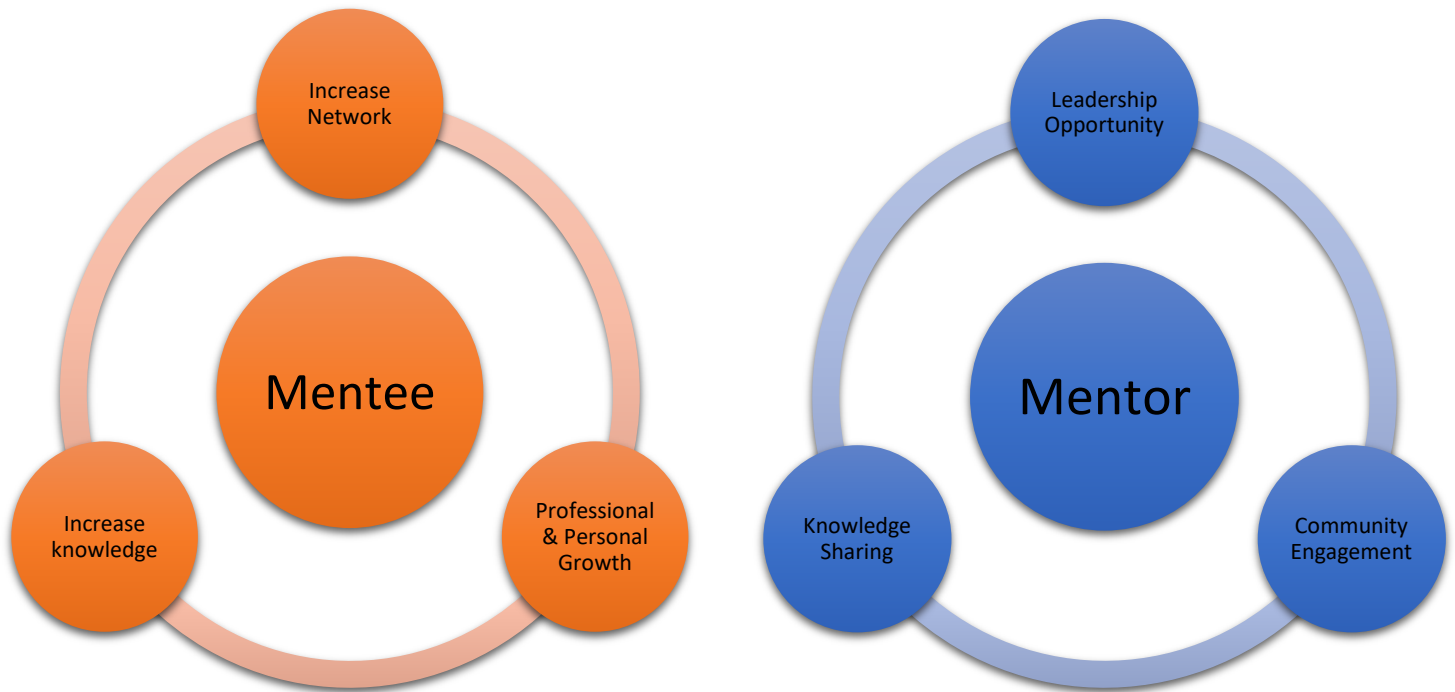 Increase
Network
Mentee
Increase
knowledge
Professional
& Personal
Growth
Leadership
Opportunity
Mentor
Knowledge
Sharing
Community
Engagement